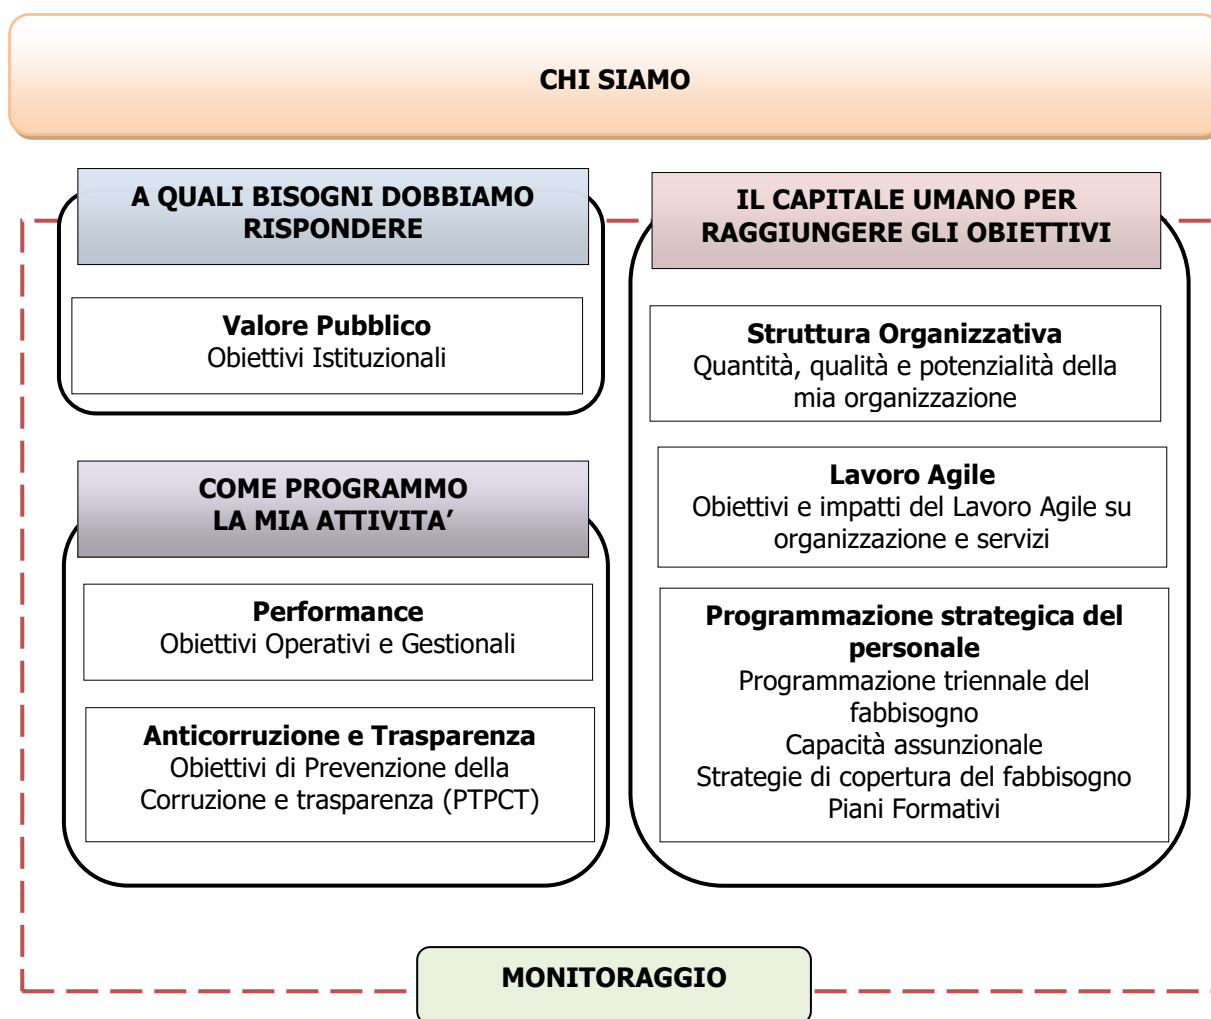 CHI SIAMO
A QUALI BISOGNI DOBBIAMO
RISPONDERE
Valore Pubblico
Obiettivi Istituzionali
COME PROGRAMMO
LA MIA ATTIVITA’
Performance
Obiettivi Operativi e Gestionali
Anticorruzione e Trasparenza
Obiettivi di Prevenzione della
Corruzione e trasparenza (PTPCT)
IL CAPITALE UMANO PER
RAGGIUNGERE GLI OBIETTIVI
Struttura Organizzativa
Quantità, qualità e potenzialità della
mia organizzazione
Lavoro Agile
Obiettivi e impatti del Lavoro Agile su
organizzazione e servizi
Programmazione strategica del
personale
Programmazione triennale del
fabbisogno
Capacità assunzionale
Strategie di copertura del fabbisogno
Piani Formativi
MONITORAGGIO